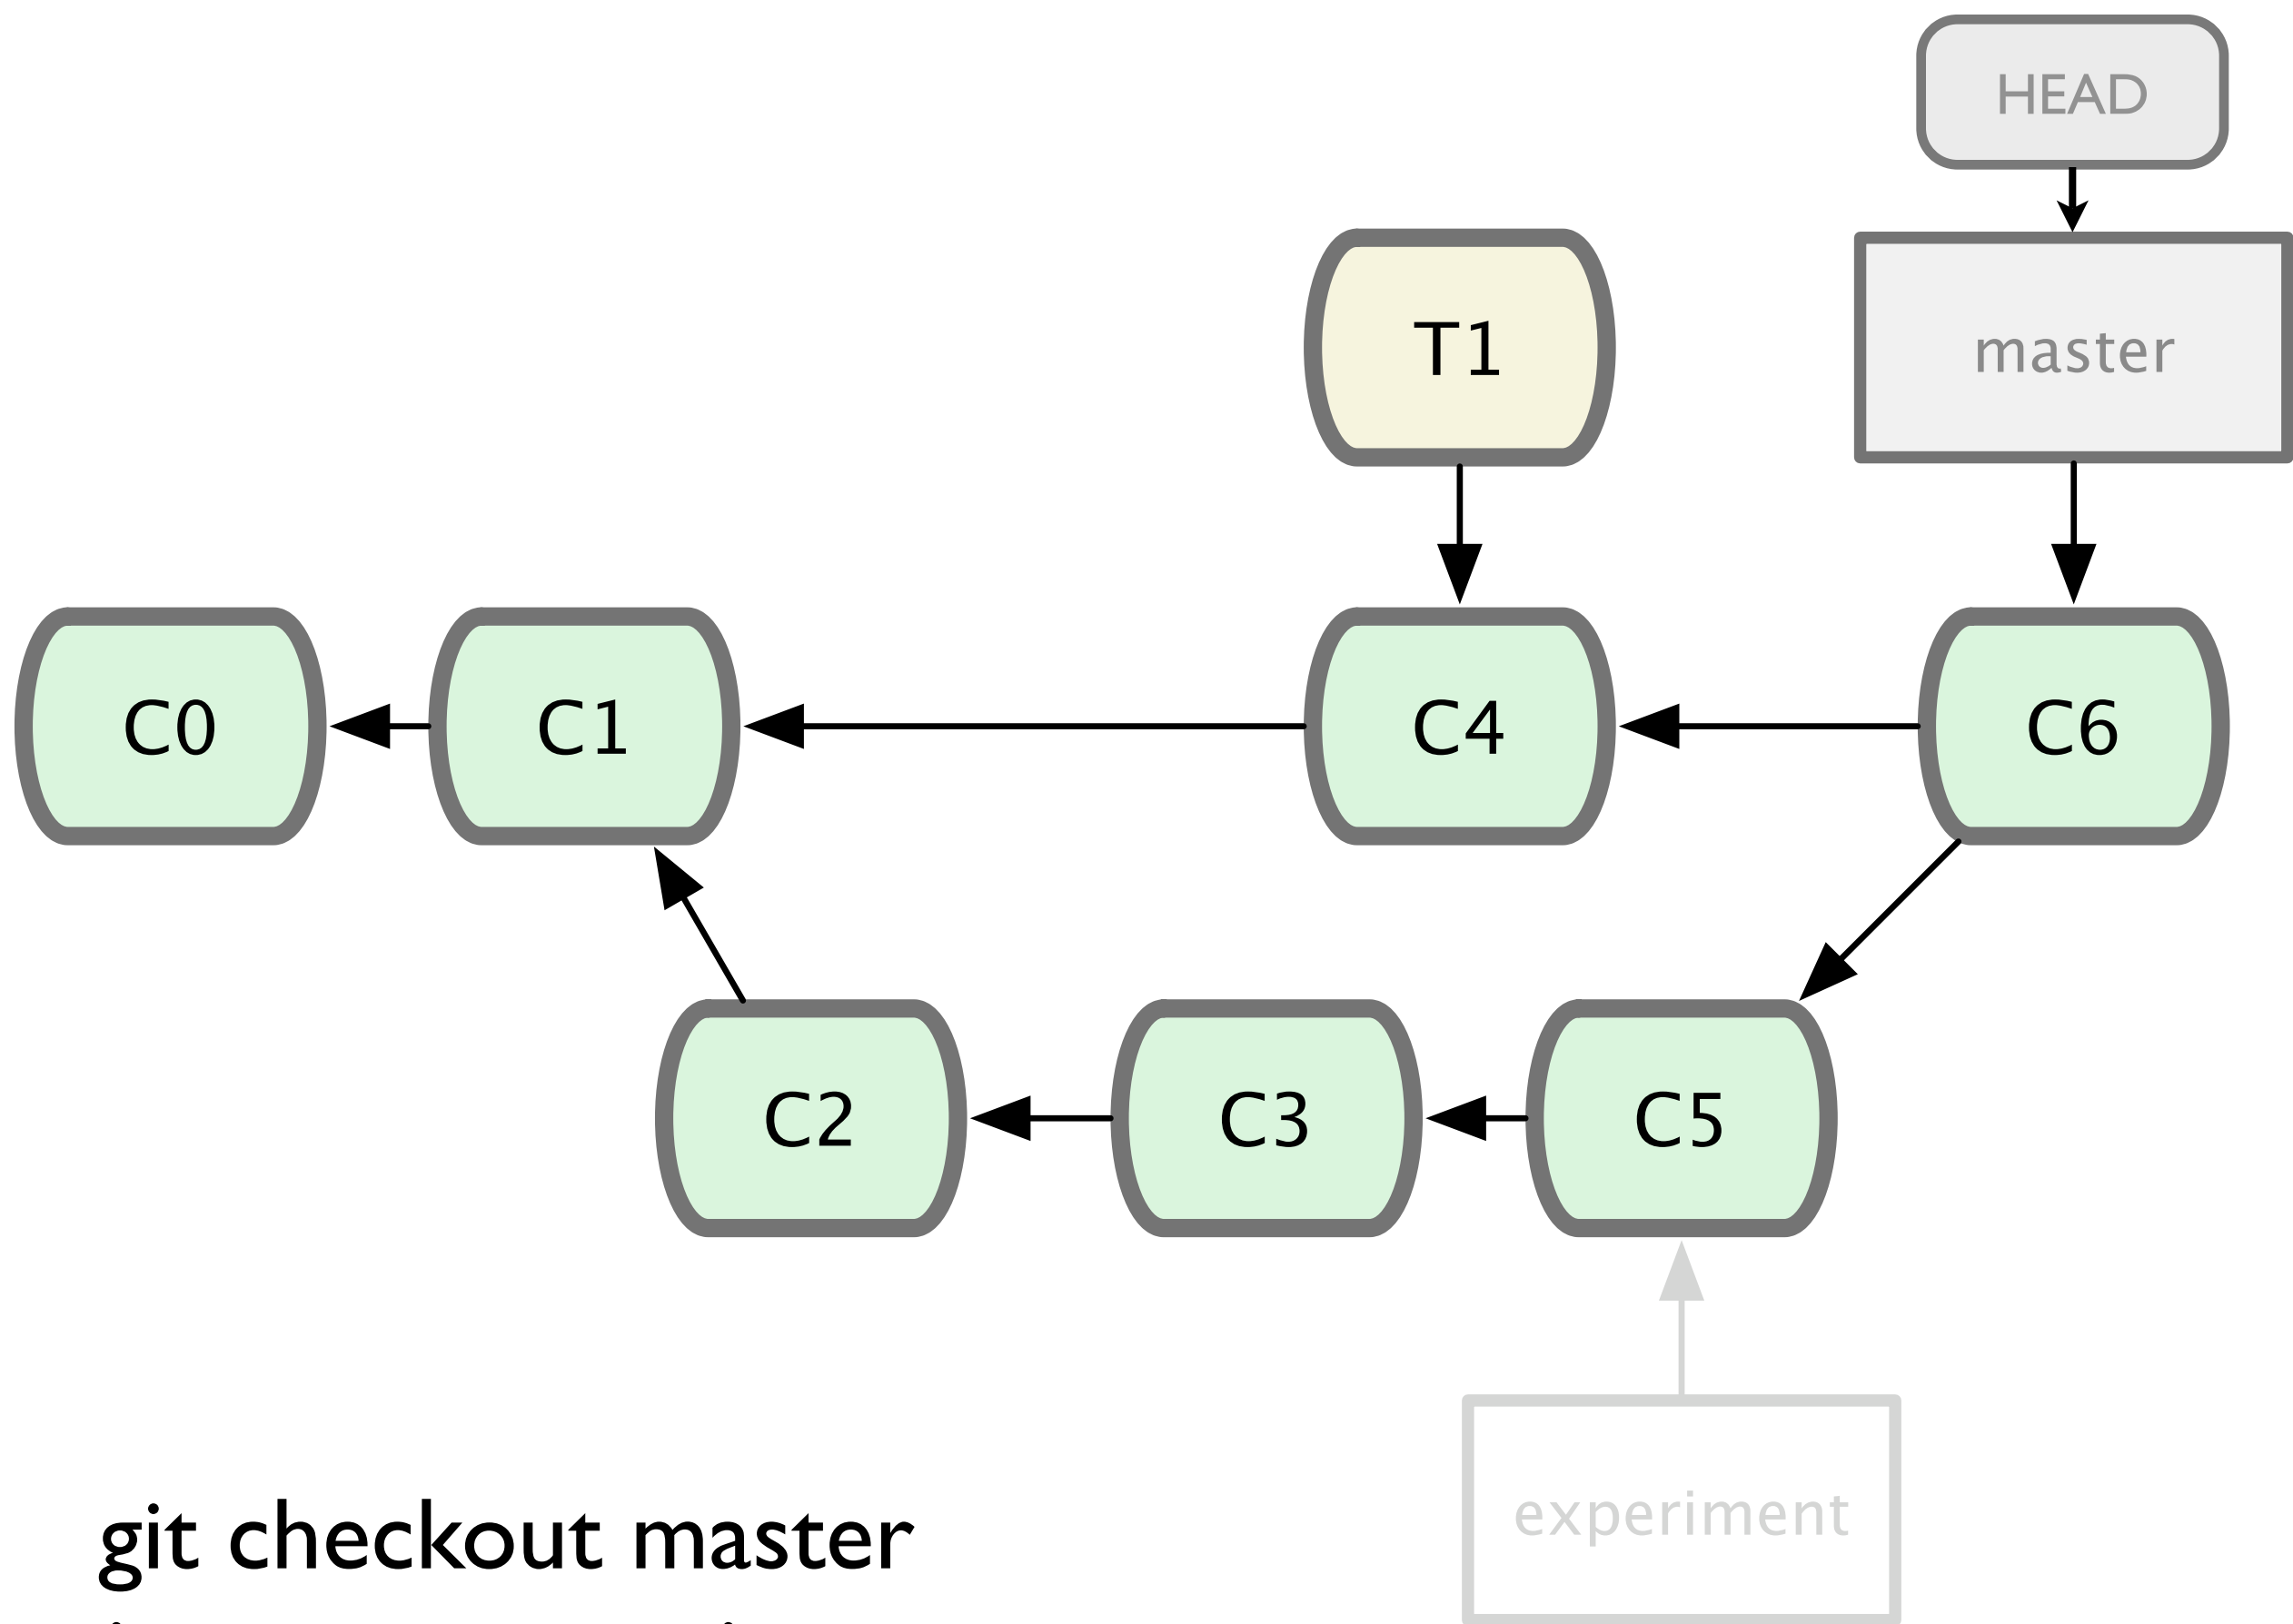 HEAD
T1
master
C0 C1 C4 C6
C2 C3 C5
experiment
git checkout master